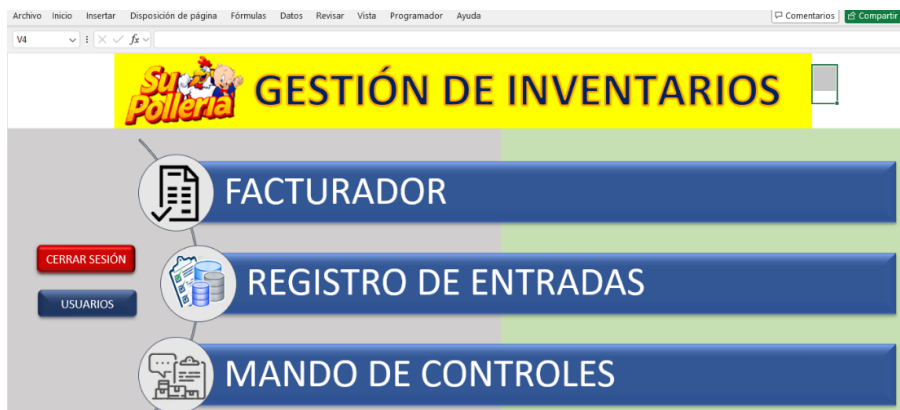 Archivo Inicio Insertar Disposición de página Fórmulas Datos Revisar Vista Programador Ayuda Comentarios Compartir
V4 fx
Su Pollería
GESTIÓN DE INVENTARIOS
FACTURADOR
CERRAR SESIÓN
REGISTRO DE ENTRADAS
USUARIOS
MANDO DE CONTROLES